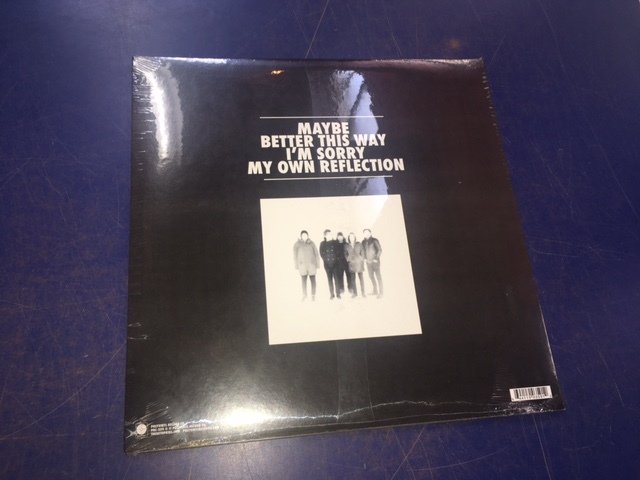 MAYBE
BETTER THIS WAY
I'M SORRY
MY OWN REFLECTION